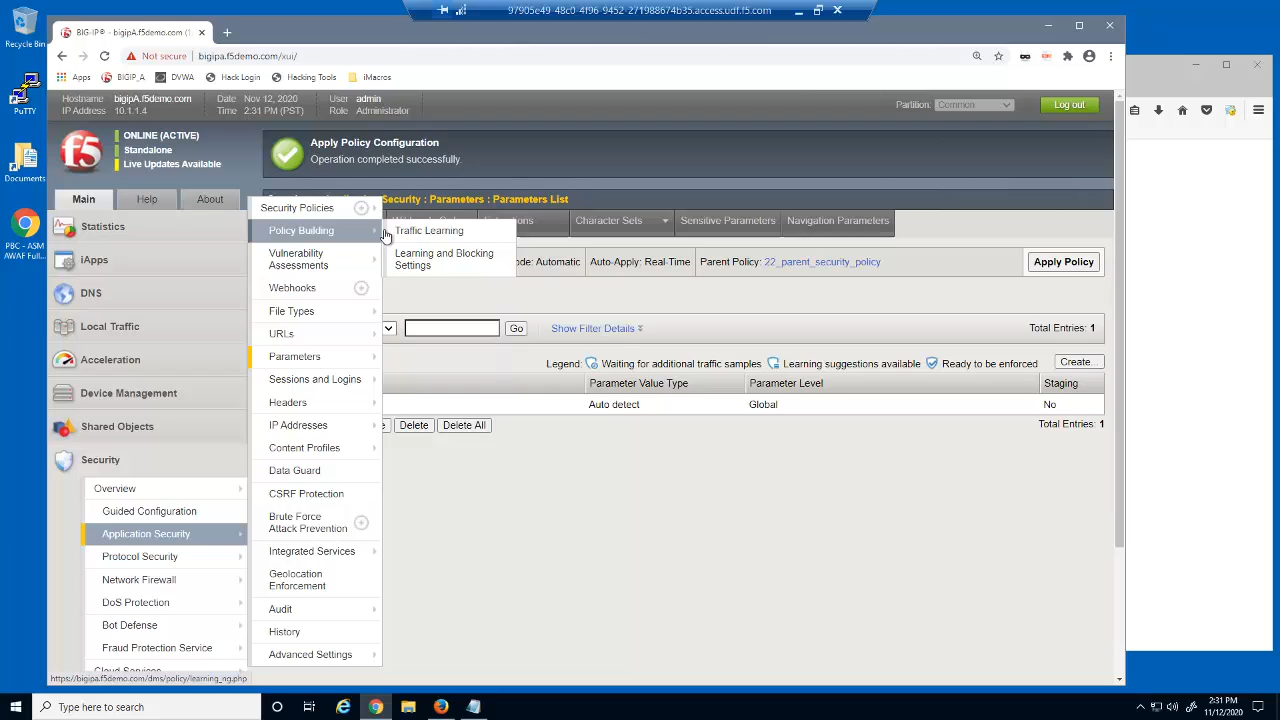 97905e49-48c0-4f96-9452-271988674b35.access.udf.f5.com
Recycle Bin
PuTTY
Documents
PBC - ASM
AWAF Full...
BIG-IP® - bigipA.f5demo.com (1
Not secure
bigipa.f5demo.com/xui/
Apps
BIGIP_A
DVWA
Hack Login
Hacking Tools
iMacros
Hostname bigipA.f5demo.com
IP Address 10.1.1.4
Date Nov 12, 2020
Time 2:31 PM (PST)
User admin
Role Administrator
Partition: Common
Log out
f5
ONLINE (ACTIVE)
Standalone
Live Updates Available
Apply Policy Configuration
Operation completed successfully.
Main
Help
About
Security : Parameters : Parameters List
Character Sets
Sensitive Parameters
Navigation Parameters
Statistics
iApps
DNS
Local Traffic
Acceleration
Device Management
Shared Objects
Security
Overview
Guided Configuration
Application Security
Protocol Security
Network Firewall
DoS Protection
Bot Defense
Fraud Protection Service
Cloud Services
Security Policies
Policy Building
Vulnerability
Assessments
Webhooks
File Types
URLs
Parameters
Sessions and Logins
Headers
IP Addresses
Content Profiles
Data Guard
CSRF Protection
Brute Force
Attack Prevention
Integrated Services
Geolocation
Enforcement
Audit
History
Advanced Settings
Traffic Learning
Learning and Blocking
Settings
Automatic
Auto-Apply: Real-Time
Parent Policy: 22_parent_security_policy
Apply Policy
Go
Show Filter Details
Total Entries: 1
Legend:
Waiting for additional traffic samples
Learning suggestions available
Ready to be enforced
Create...
Parameter Value Type
Parameter Level
Staging
Auto detect
Global
No
Delete
Delete All
Total Entries: 1
https://bigipa.f5demo.com/dms/policy/learning_ng.php
Type here to search
2:31 PM
11/12/2020